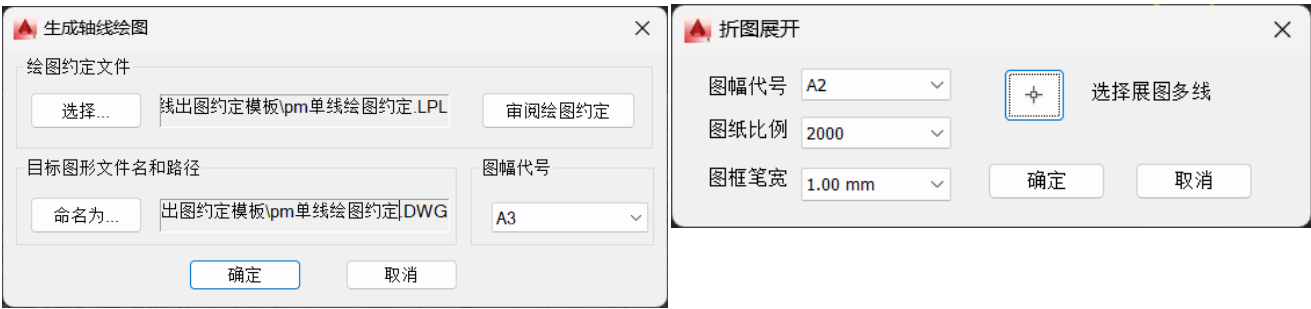 生成轴线绘图
绘图约定文件
选择...
线出图约定模板\pm单线绘图约定.LPL
审阅绘图约定
目标图形文件名和路径
命名为...
出图约定模板\pm单线绘图约定.DWG
图幅代号
A3
确定
取消
折图展开
图幅代号
A2
选择展图多线
图纸比例
2000
图框笔宽
1.00 mm
确定
取消